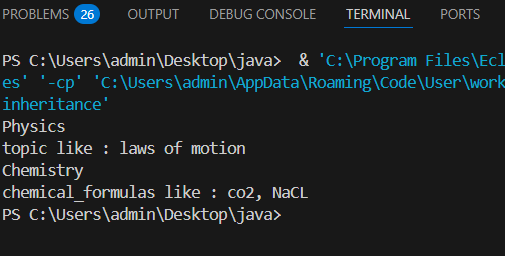 PROBLEMS 26 OUTPUT DEBUG CONSOLE TERMINAL PORTS
PS C:\Users\admin\Desktop\java>  & 'C:\Program Files\Ecl
es' '-cp' 'C:\Users\admin\AppData\Roaming\Code\User\work
inheritance'
Physics
topic like : laws of motion
Chemistry
chemical_formulas like : co2, NaCL
PS C:\Users\admin\Desktop\java>